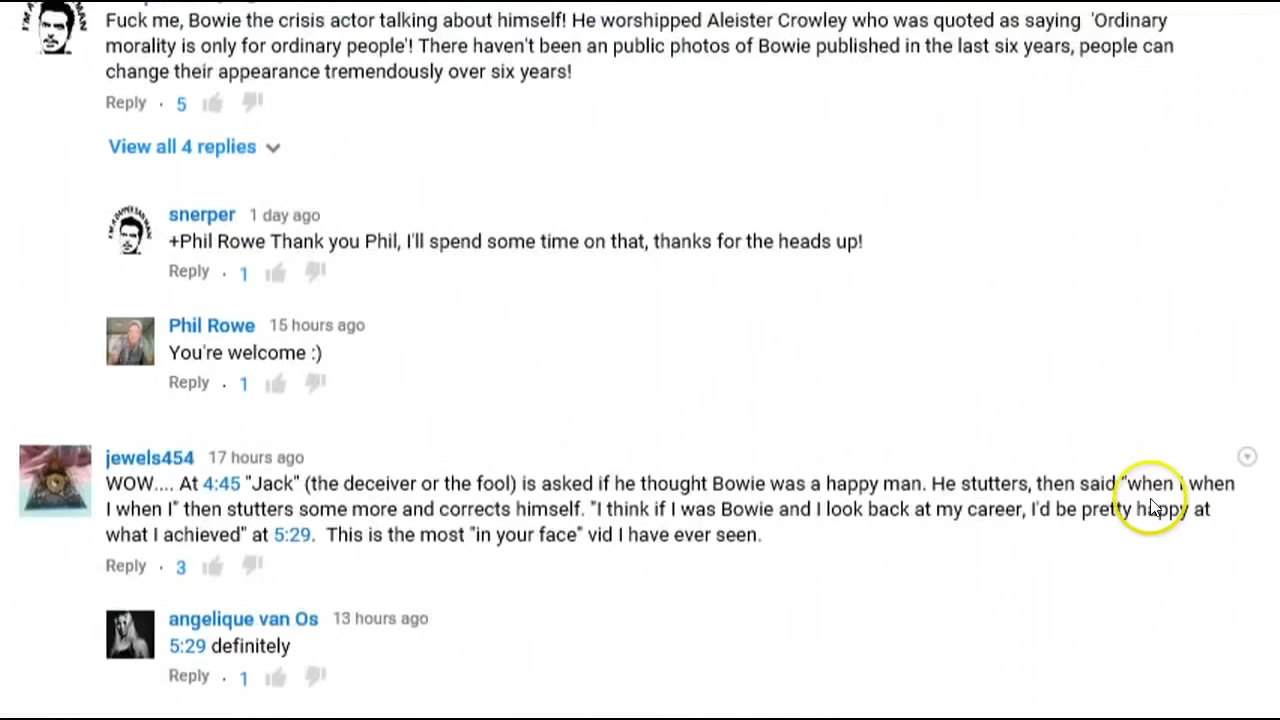 Fuck me, Bowie the crisis actor talking about himself! He worshipped Aleister Crowley who was quoted as saying 'Ordinary
morality is only for ordinary people'! There haven't been an public photos of Bowie published in the last six years, people can
change their appearance tremendously over six years!
Reply · 5
View all 4 replies
snerper 1 day ago
+Phil Rowe Thank you Phil, I'll spend some time on that, thanks for the heads up!
Reply · 1
Phil Rowe 15 hours ago
You're welcome :)
Reply · 1
jewels454 17 hours ago
WOW.... At 4:45 "Jack" (the deceiver or the fool) is asked if he thought Bowie was a happy man. He stutters, then said "when I when
I when I" then stutters some more and corrects himself. "I think if I was Bowie and I look back at my career, I'd be pretty happy at
what I achieved" at 5:29. This is the most "in your face" vid I have ever seen.
Reply · 3
angelique van Os 13 hours ago
5:29 definitely
Reply · 1